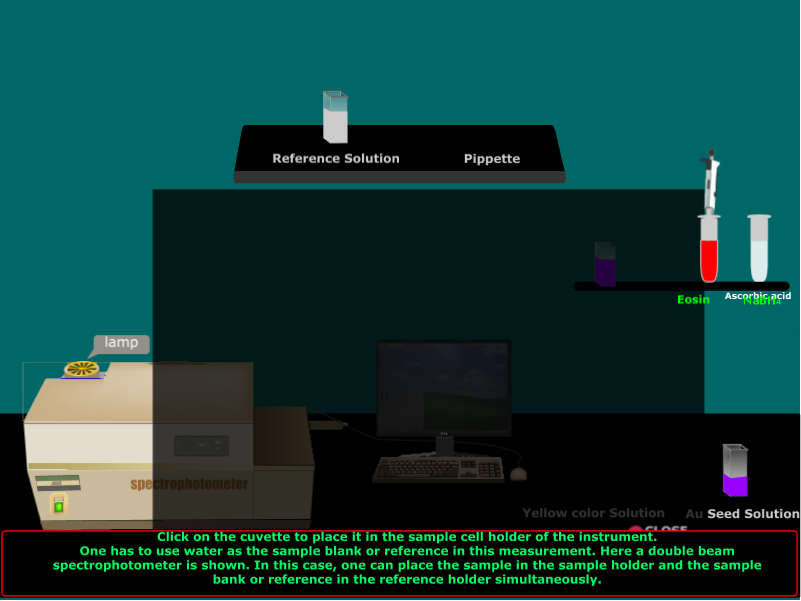 Reference Solution
Pippette
Eosin
Ascorbic acid
NaBH4
lamp
spectrophotometer
Yellow color Solution
Au Seed Solution
CLOSE
Click on the cuvette to place it in the sample cell holder of the instrument.
One has to use water as the sample blank or reference in this measurement. Here a double beam
spectrophotometer is shown. In this case, one can place the sample in the sample holder and the sample
bank or reference in the reference holder simultaneously.